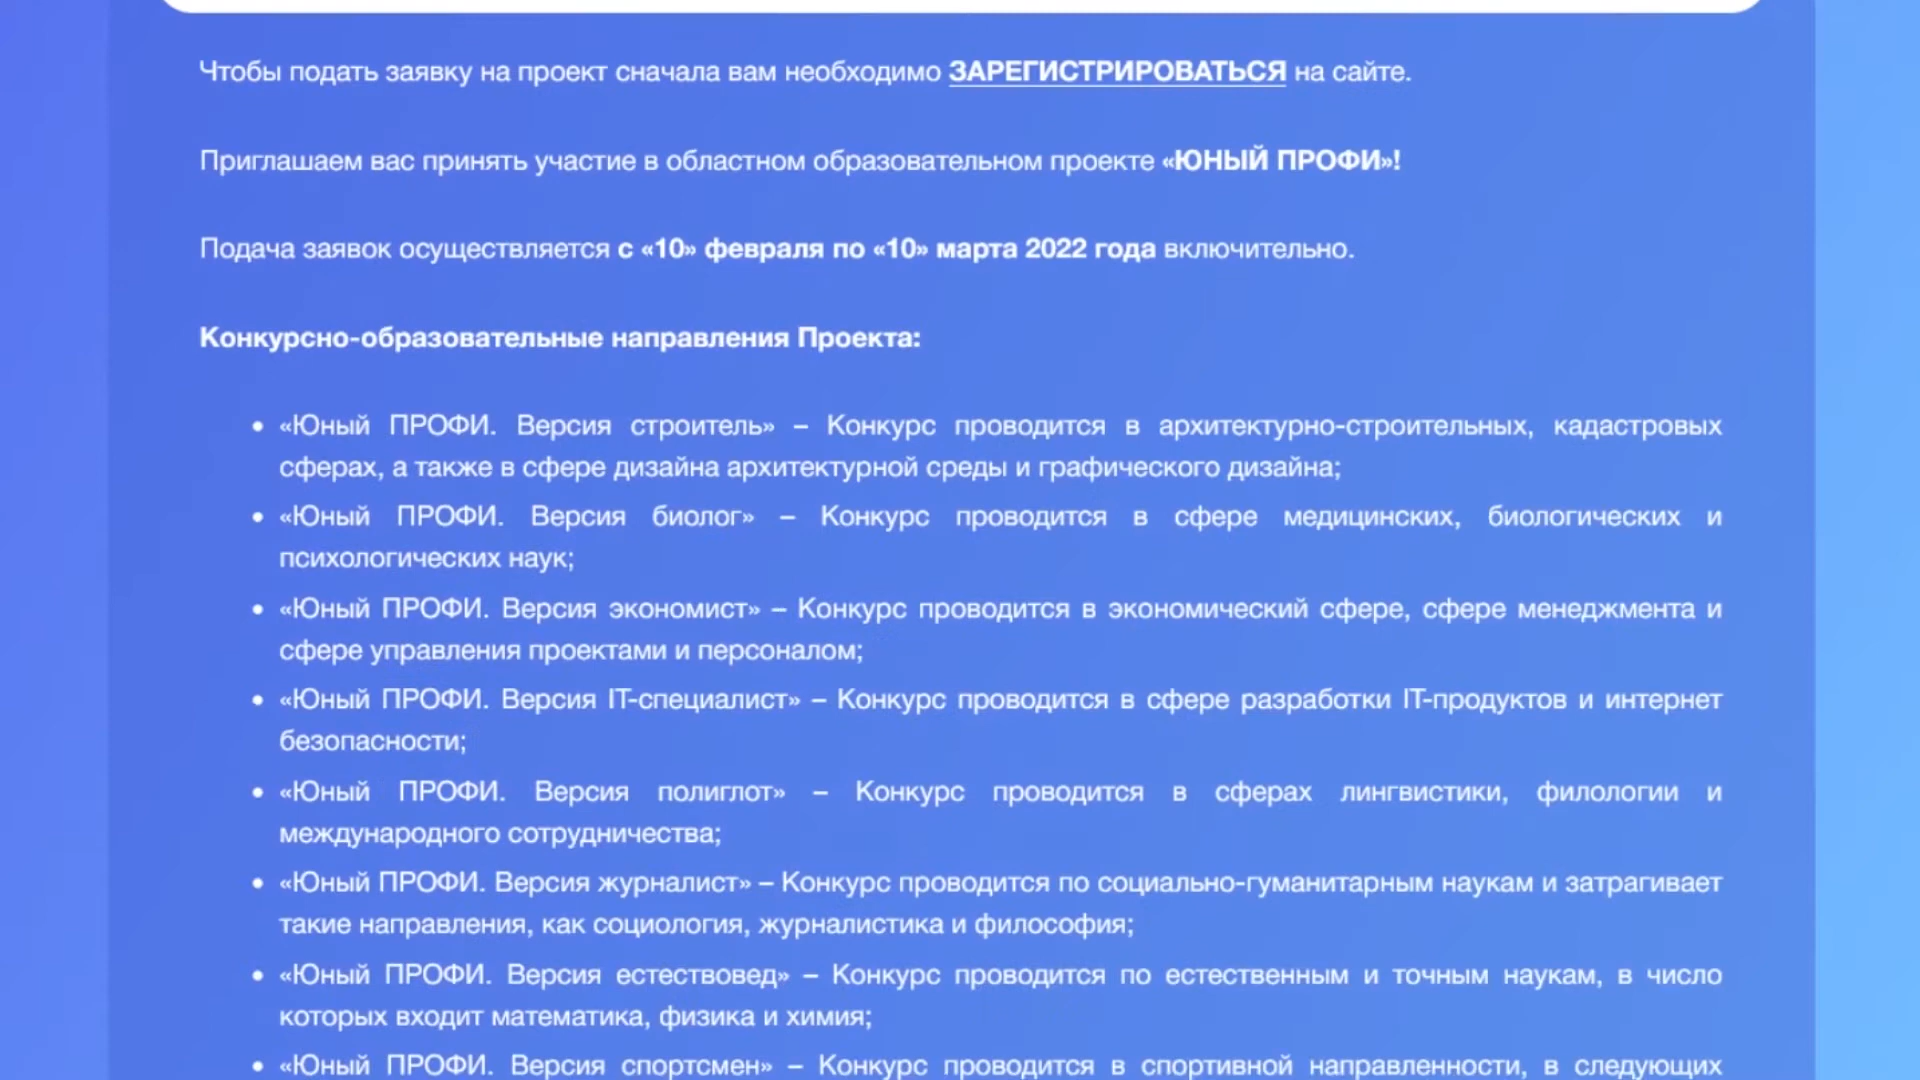 Чтобы подать заявку на проект сначала вам необходимо ЗАРЕГИСТРИРОВАТЬСЯ на сайте.
Приглашаем вас принять участие в областном образовательном проекте «ЮНЫЙ ПРОФИ»!
Подача заявок осуществляется с «10» февраля по «10» марта 2022 года включительно.
Конкурсно-образовательные направления Проекта:
• «Юный ПРОФИ. Версия строитель» – Конкурс проводится в архитектурно-строительных, кадастровых
сферах, а также в сфере дизайна архитектурной среды и графического дизайна;
• «Юный ПРОФИ. Версия биолог» – Конкурс проводится в сфере медицинских, биологических и
психологических наук;
• «Юный ПРОФИ. Версия экономист» – Конкурс проводится в экономический сфере, сфере менеджмента и
сфере управления проектами и персоналом;
• «Юный ПРОФИ. Версия IT-специалист» – Конкурс проводится в сфере разработки IT-продуктов и интернет
безопасности;
• «Юный ПРОФИ. Версия полиглот» – Конкурс проводится в сферах лингвистики, филологии и
международного сотрудничества;
• «Юный ПРОФИ. Версия журналист» – Конкурс проводится по социально-гуманитарным наукам и затрагивает
такие направления, как социология, журналистика и философия;
• «Юный ПРОФИ. Версия естествовед» – Конкурс проводится по естественным и точным наукам, в число
которых входит математика, физика и химия;
• «Юный ПРОФИ. Версия спортсмен» – Конкурс проводится в спортивной направленности, в следующих